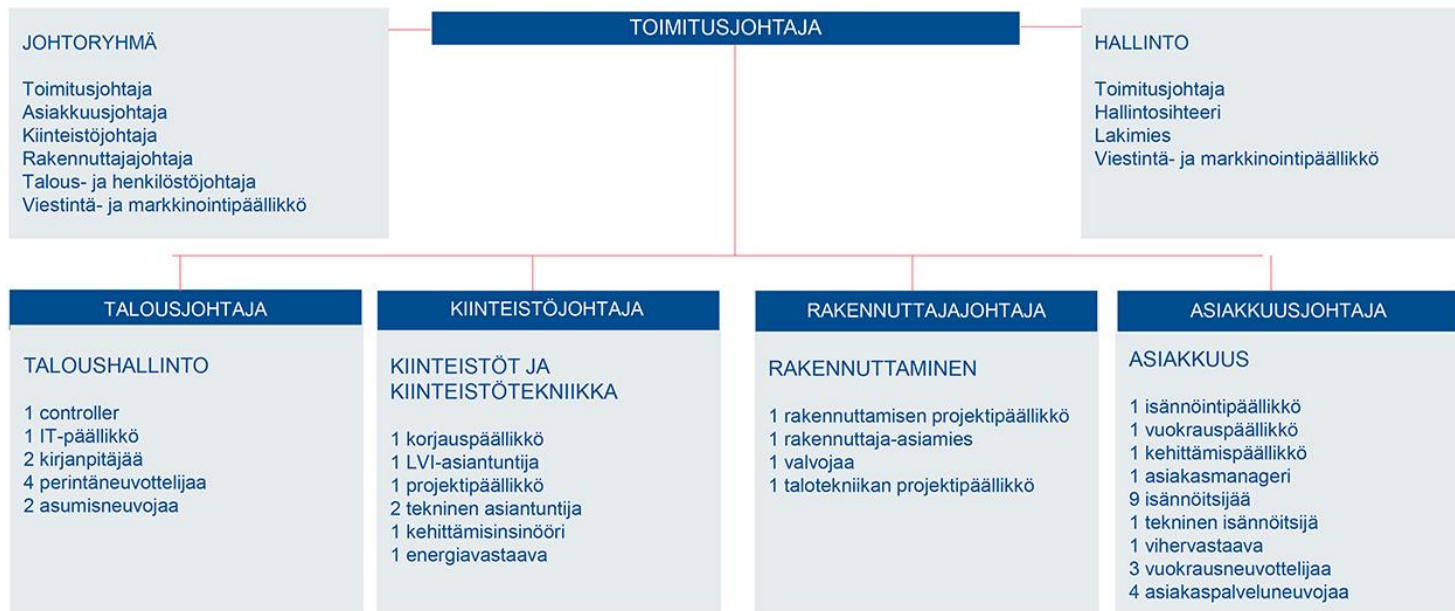 TOIMITUSJOHTAJA
JOHTORYHMÄ
Toimitusjohtaja
Asiakkuusjohtaja
Kiinteistöjohtaja
Rakennuttajajohtaja
Talous- ja henkilöstöjohtaja
Viestintä- ja markkinointipäällikkö
HALLINTO
Toimitusjohtaja
Hallintosihteeri
Lakimies
Viestintä- ja markkinointipäällikkö
TALOUSJOHTAJA
TALOUSHALLINTO
1 controller
1 IT-päällikkö
2 kirjanpitäjää
4 perintäneuvottelijaa
2 asumisneuvojaa
KIINTEISTÖJOHTAJA
KIINTEISTÖT JA
KIINTEISTÖTEKNIIKKA
1 korjauspäällikkö
1 LVI-asiantuntija
1 projektipäällikkö
2 tekninen asiantuntija
1 kehittämisinsinööri
1 energiavastaava
RAKENNUTTAJAJOHTAJA
RAKENNUTTAMINEN
1 rakennuttamisen projektipäällikkö
1 rakennuttaja-asiamies
1 valvojaa
1 talotekniikan projektipäällikkö
ASIAKKUUSJOHTAJA
ASIAKKUUS
1 isännöintipäällikkö
1 vuokrauspäällikkö
1 kehittämispäällikkö
1 asiakasmanageri
9 isännöitsijää
1 tekninen isännöitsijä
1 vihervastaava
3 vuokrausneuvottelijaa
4 asiakaspalveluneuvojaa